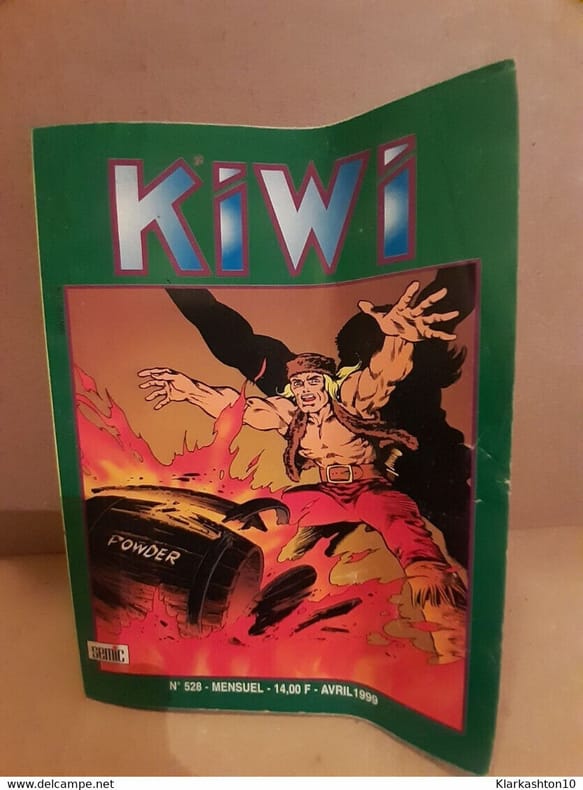 KiWi
POWDER
semic
N° 528 - MENSUEL - 14,00 F - AVRIL 1999
www.delcampe.net
Klarkashton10